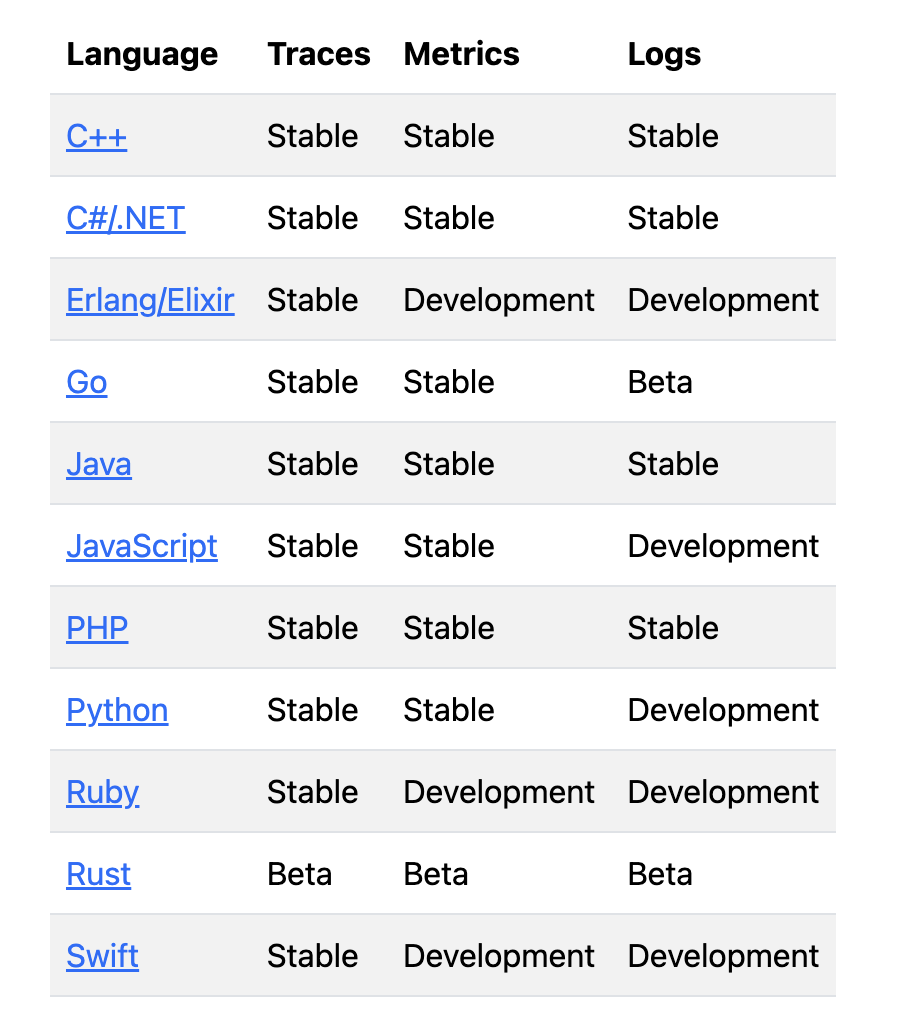 Language Traces Metrics Logs
C++ Stable Stable Stable
C#/.NET Stable Stable Stable
Erlang/Elixir Stable Development Development
Go Stable Stable Beta
Java Stable Stable Stable
JavaScript Stable Stable Development
PHP Stable Stable Stable
Python Stable Stable Development
Ruby Stable Development Development
Rust Beta Beta Beta
Swift Stable Development Development